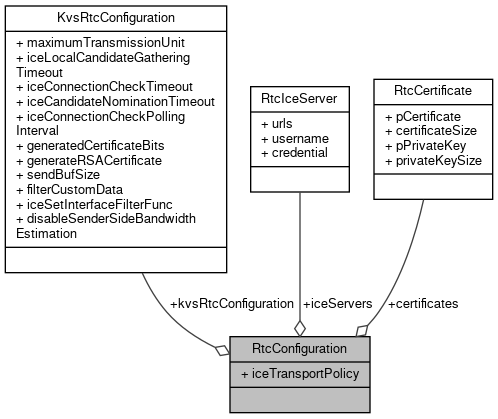 KvsRtcConfiguration
+ maximumTransmissionUnit
+ iceLocalCandidateGathering
Timeout
+ iceConnectionCheckTimeout
+ iceCandidateNominationTimeout
+ iceConnectionCheckPolling
Interval
+ generatedCertificateBits
+ generateRSACertificate
+ sendBufSize
+ filterCustomData
+ iceSetInterfaceFilterFunc
+ disableSenderSideBandwidth
Estimation
RtcIceServer
+ urls
+ username
+ credential
RtcCertificate
+ pCertificate
+ certificateSize
+ pPrivateKey
+ privateKeySize
+kvsRtcConfiguration
+iceServers
+certificates
RtcConfiguration
+ iceTransportPolicy